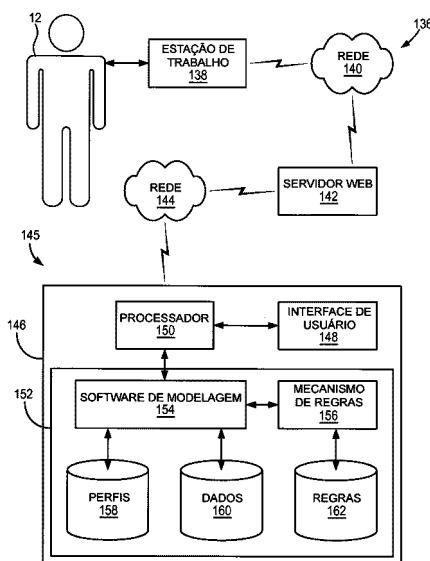 12
ESTAÇÃO DE
TRABALHO
138
REDE
140
136
REDE
144
SERVIDOR WEB
142
145
146
PROCESSADOR
150
INTERFACE DE
USUÁRIO
148
152
SOFTWARE DE MODELAGEM
154
MECANISMO
DE REGRAS
156
PERFIS
158
DADOS
160
REGRAS
162